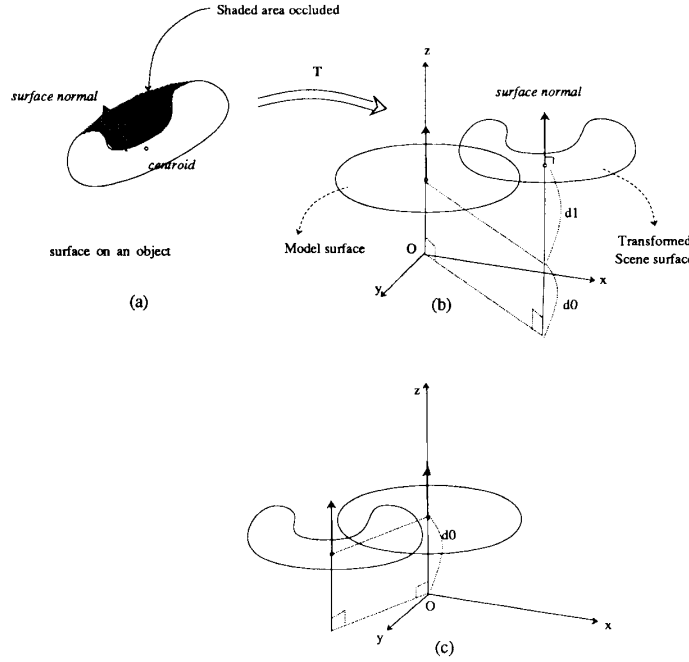 Shaded area occluded
surface normal
centroid
surface on an object
(a)
T
z
surface normal
Model surface
O
d1
Transformed
Scene surface
x
y
d0
(b)
z
d0
O
x
y
(c)